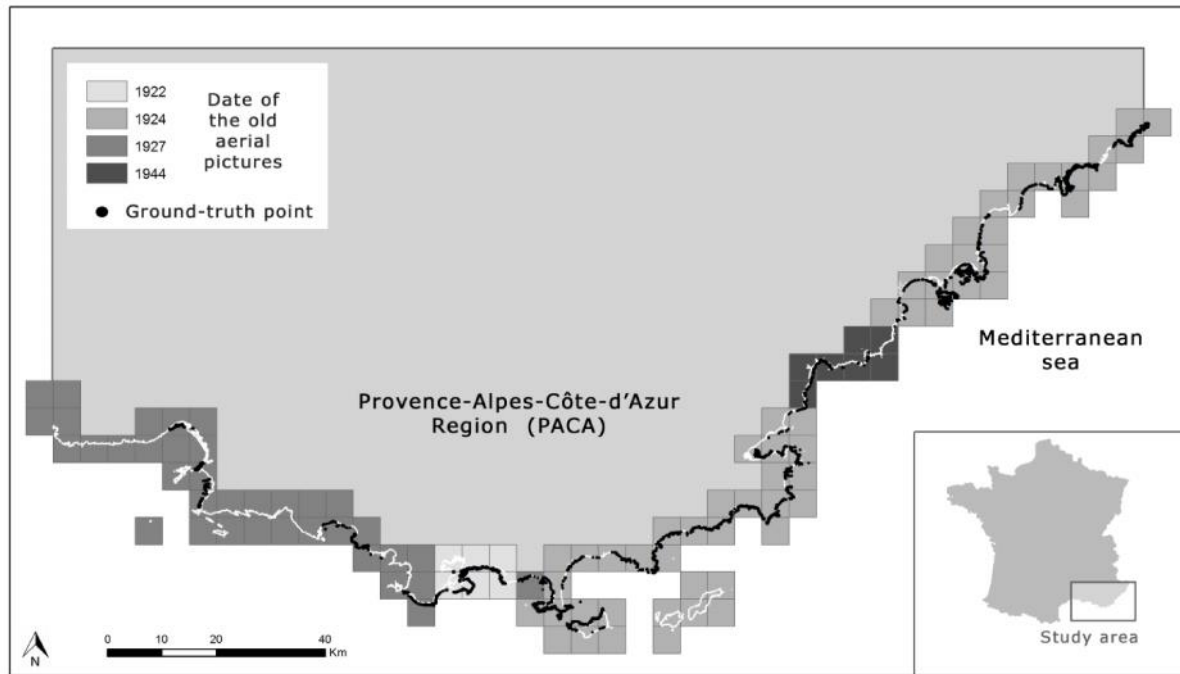 1922
1924
1927
1944
Date of
the old
aerial
pictures
Ground-truth point
Mediterranean
sea
Provence-Alpes-Côte-d'Azur
Region (PACA)
N
0 10 20 40
Km
Study area